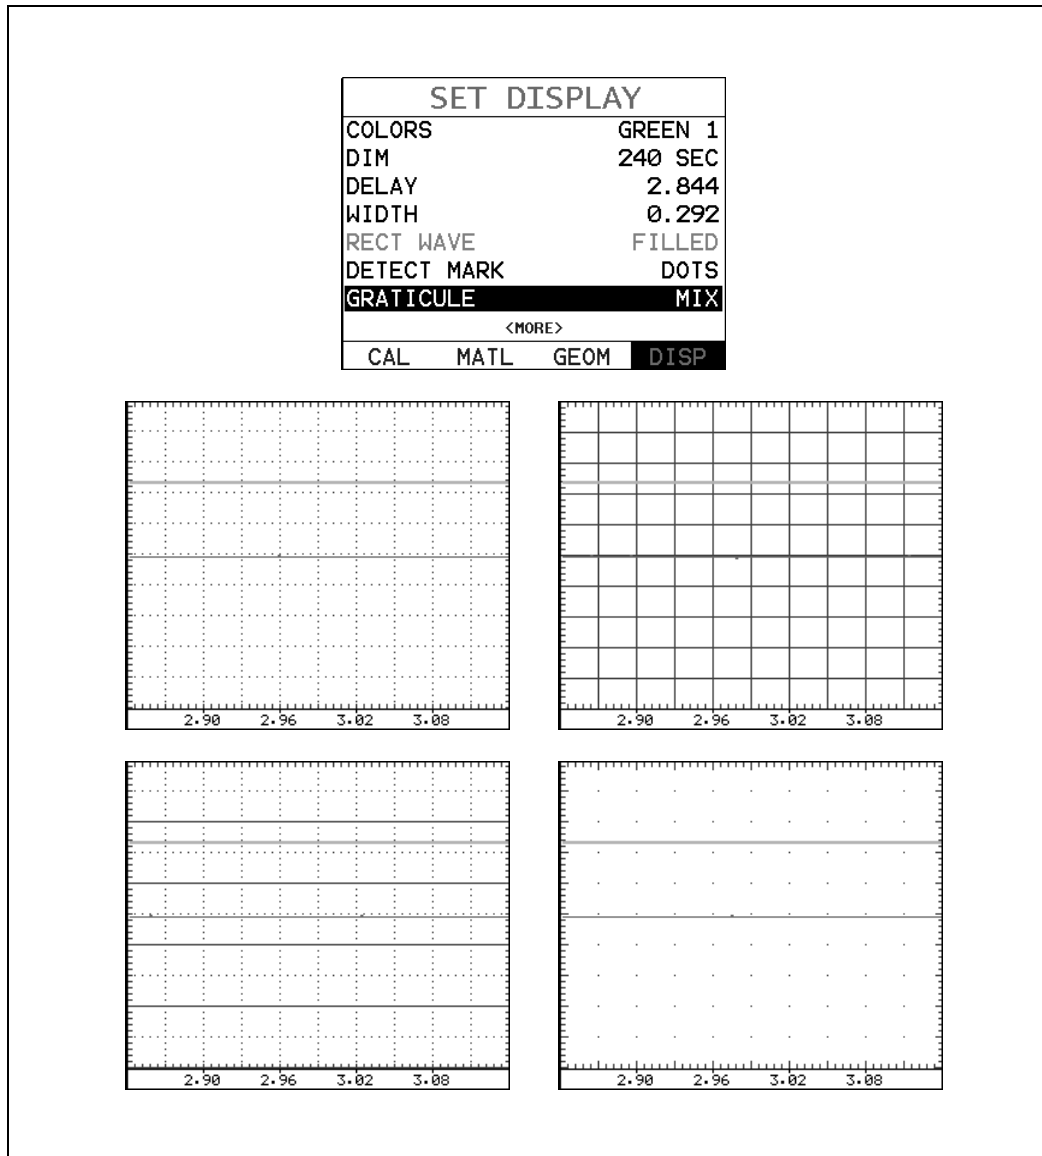 SET DISPLAY
COLORS GREEN 1
DIM 240 SEC
DELAY 2.844
WIDTH 0.292
RECT WAVE FILLED
DETECT MARK DOTS
GRATICULE MIX
<MORE>
CAL MATL GEOM DISP
2.90 2.96 3.02 3.08
2.90 2.96 3.02 3.08
2.90 2.96 3.02 3.08
2.90 2.96 3.02 3.08